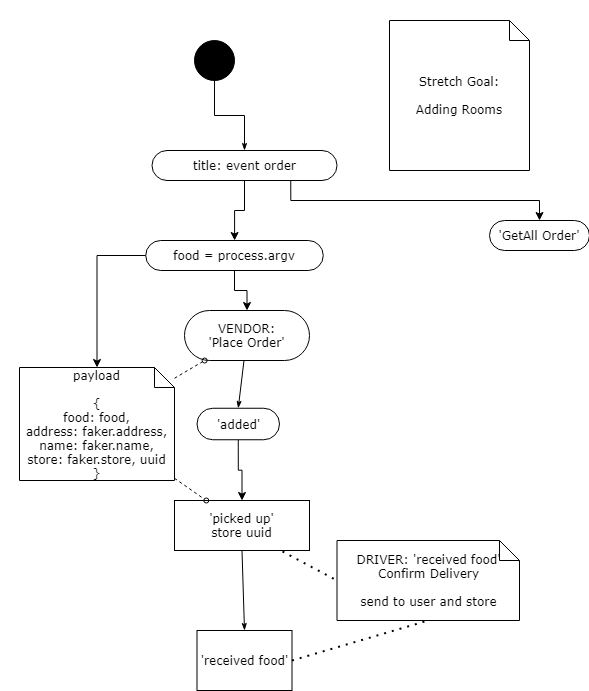 Stretch Goal:
Adding Rooms
title: event order
'GetAll Order'
food = process.argv
VENDOR:
'Place Order'
payload
{
food: food,
address: faker.address,
name: faker.name,
store: faker.store, uuid
}
'added'
'picked up'
store uuid
DRIVER: 'received food'
Confirm Delivery
send to user and store
'received food'